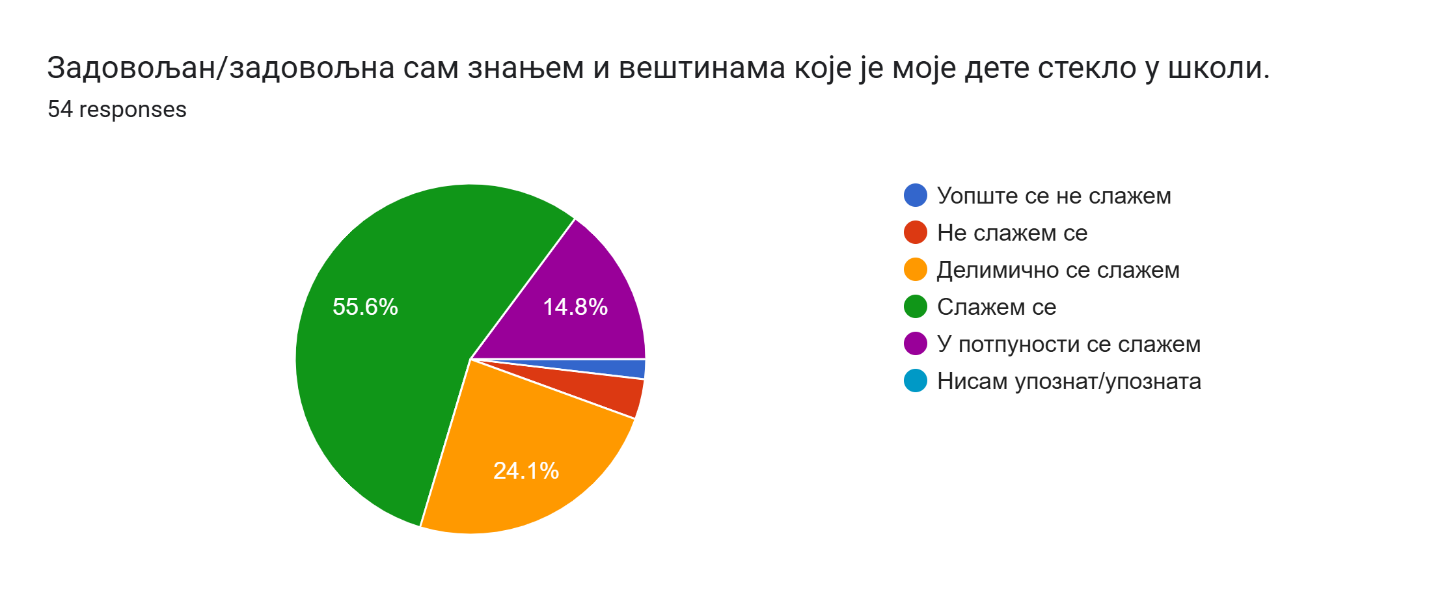 Задовољан/задовољна сам знањем и вештинама које је моје дете стекло у школи.
54 responses
Уопште се не слажем
Не слажем се
Делимично се слажем
Слажем се
У потпуности се слажем
Нисам упознат/упозната
55.6%
14.8%
24.1%